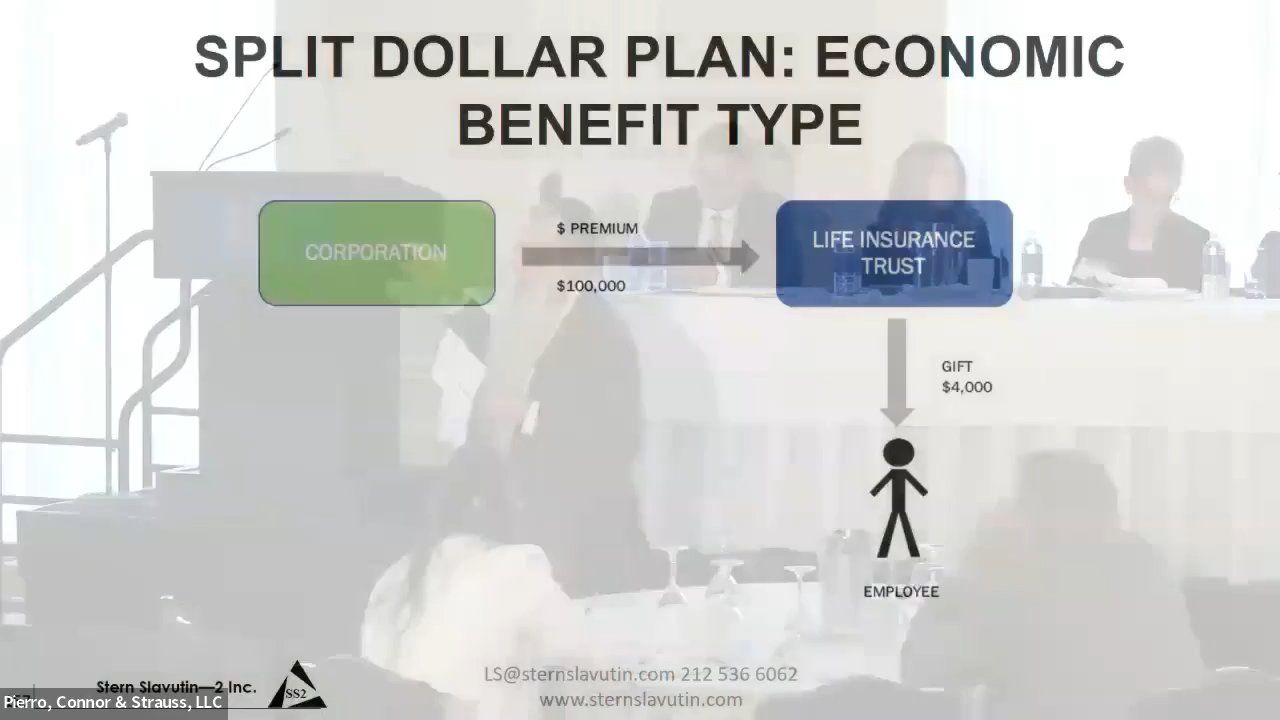 SPLIT DOLLAR PLAN: ECONOMIC
BENEFIT TYPE
CORPORATION
$ PREMIUM
$100,000
LIFE INSURANCE
TRUST
GIFT
$4,000
EMPLOYEE
Stern Slavutin—2 Inc.
SS2
LS@sternslavutin.com 212 536 6062
www.sternslavutin.com
Pierro, Connor & Strauss, LLC